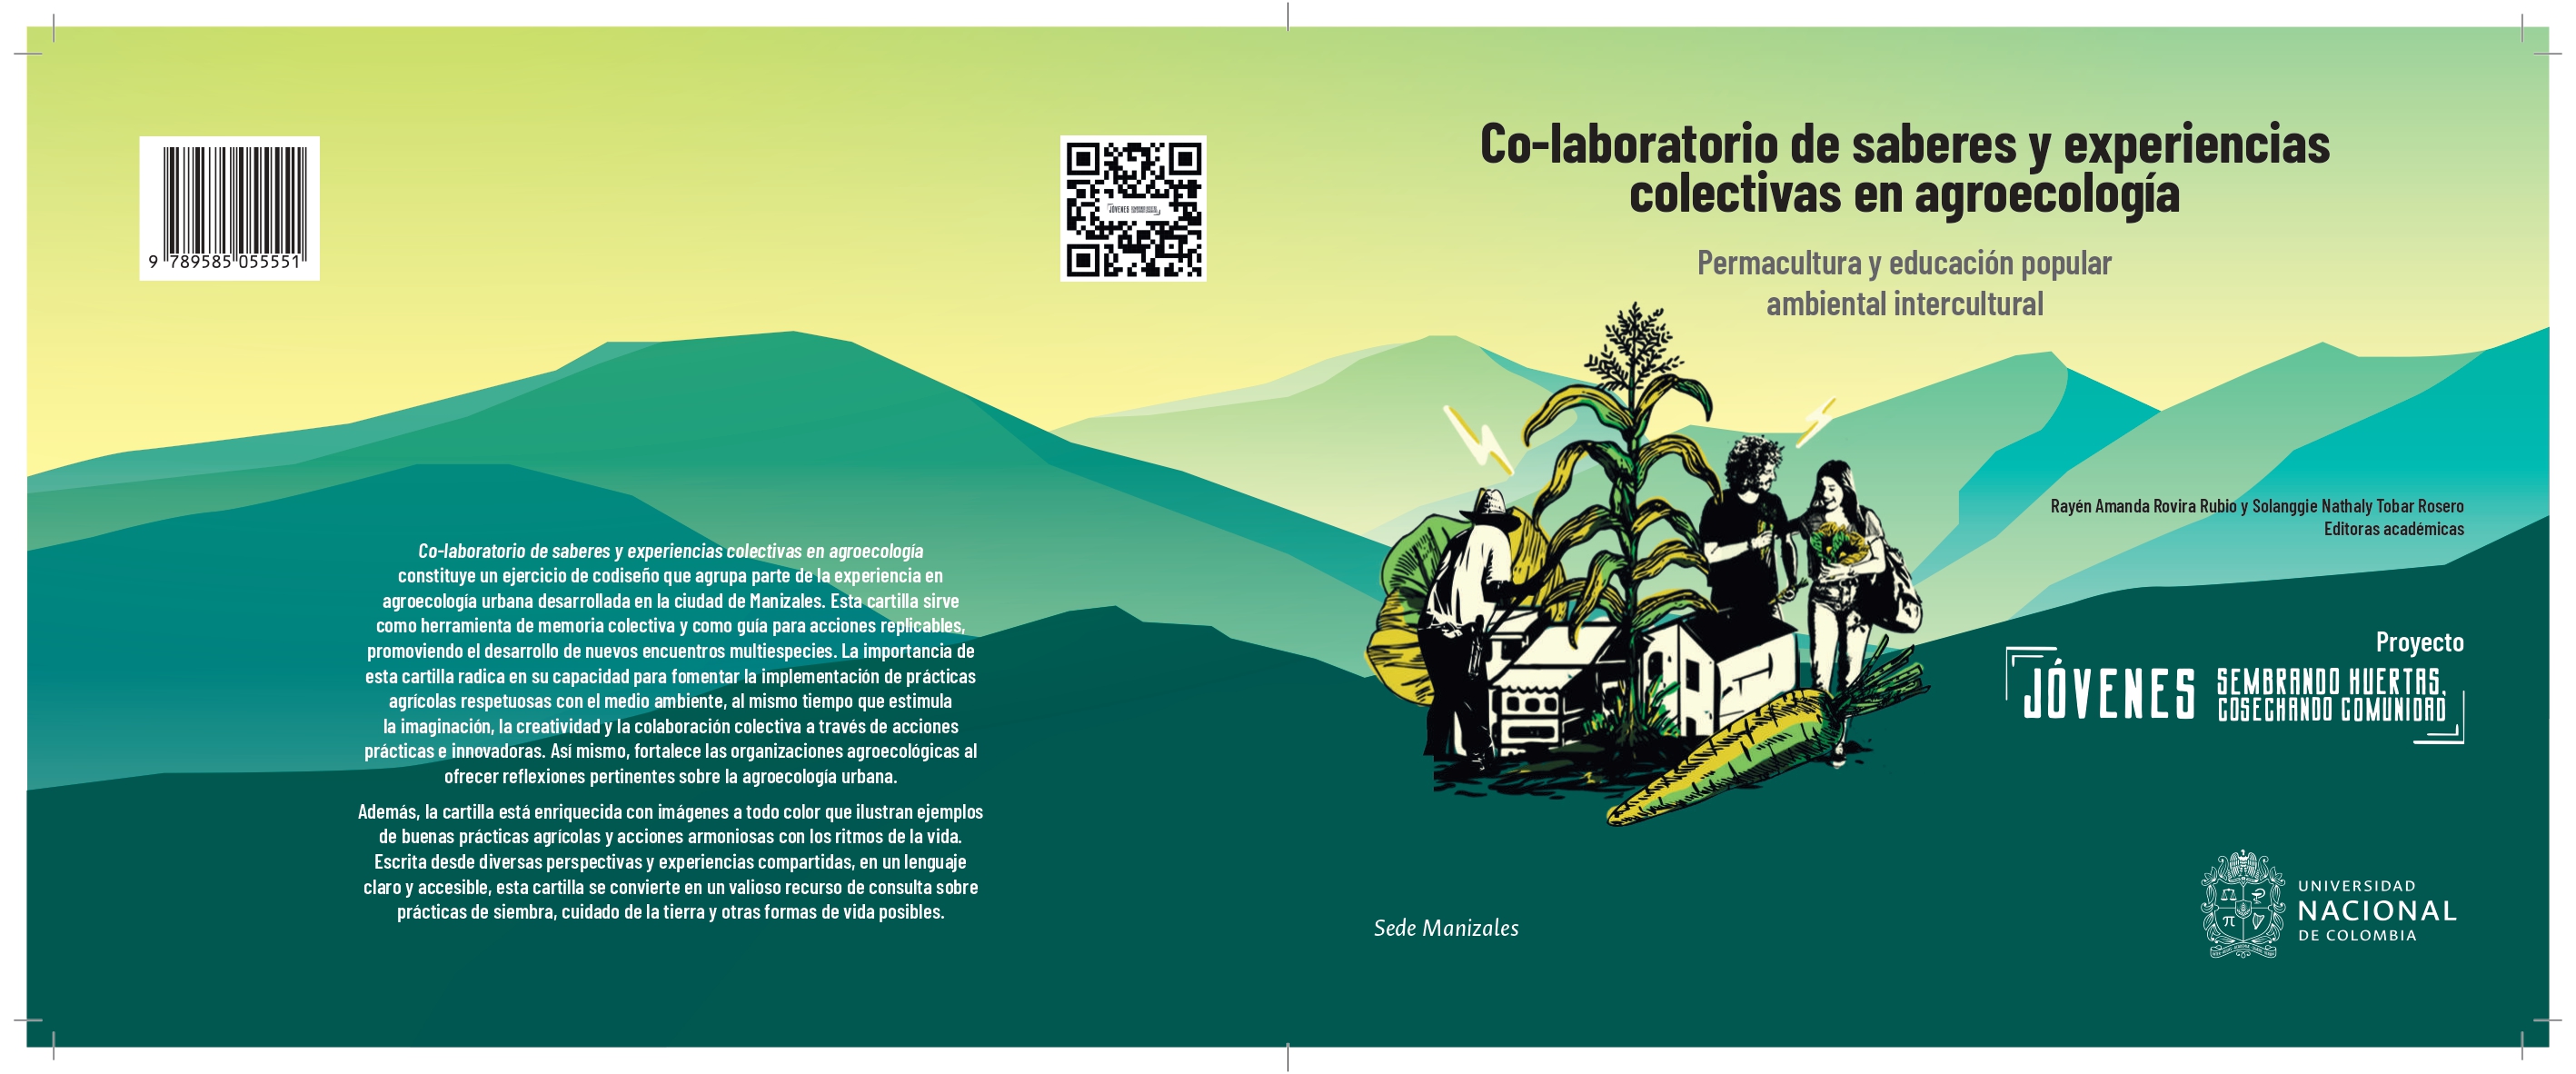 9 789585 055551
Co-laboratorio de saberes y experiencias colectivas en agroecología
constituye un ejercicio de codiseño que agrupa parte de la experiencia en
agroecología urbana desarrollada en la ciudad de Manizales. Esta cartilla sirve
como herramienta de memoria colectiva y como guía para acciones replicables,
promoviendo el desarrollo de nuevos encuentros multiespecies. La importancia de
esta cartilla radica en su capacidad para fomentar la implementación de prácticas
agrícolas respetuosas con el medio ambiente, al mismo tiempo que estimula
la imaginación, la creatividad y la colaboración colectiva a través de acciones
prácticas e innovadoras. Así mismo, fortalece las organizaciones agroecológicas al
ofrecer reflexiones pertinentes sobre la agroecología urbana.
Además, la cartilla está enriquecida con imágenes a todo color que ilustran ejemplos
de buenas prácticas agrícolas y acciones armoniosas con los ritmos de la vida.
Escrita desde diversas perspectivas y experiencias compartidas, en un lenguaje
claro y accesible, esta cartilla se convierte en un valioso recurso de consulta sobre
prácticas de siembra, cuidado de la tierra y otras formas de vida posibles.
JÓVENES
Co-laboratorio de saberes y experiencias
colectivas en agroecología
Permacultura y educación popular
ambiental intercultural
Rayén Amanda Rovira Rubio y Solanggie Nathaly Tobar Rosero
Editoras académicas
Proyecto
JÓVENES SEMBRANDO HUERTAS,
COSECHANDO COMUNIDAD
Sede Manizales
UNIVERSIDAD
NACIONAL
DE COLOMBIA